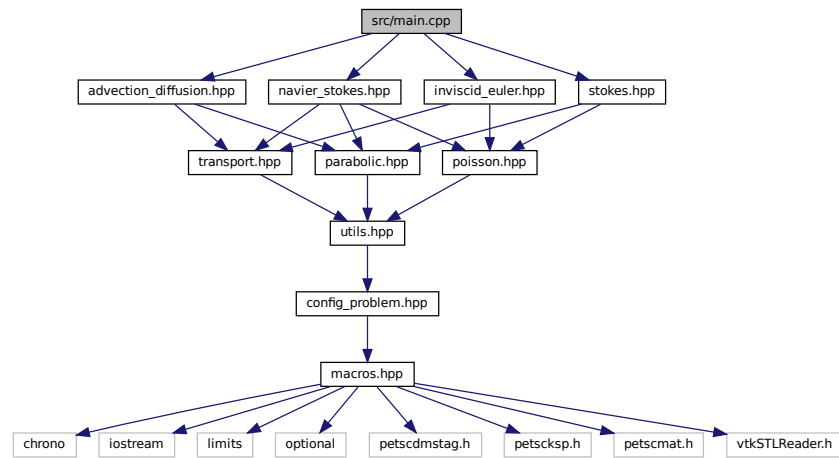 src/main.cpp
advection_diffusion.hpp
navier_stokes.hpp
inviscid_euler.hpp
stokes.hpp
transport.hpp
parabolic.hpp
poisson.hpp
utils.hpp
config_problem.hpp
macros.hpp
chrono
iostream
limits
optional
petscdmstag.h
petscksp.h
petscmat.h
vtkSTLReader.h